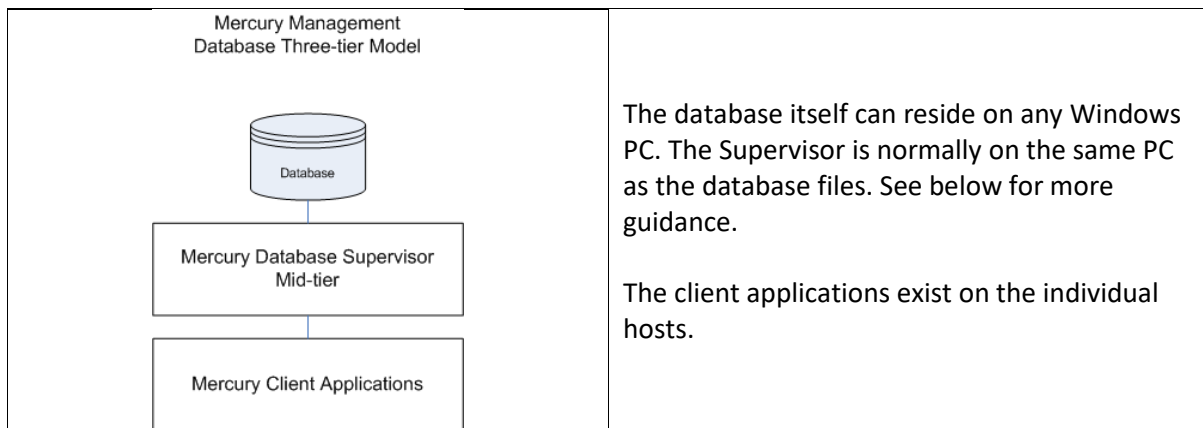 Mercury Management
Database Three-tier Model
Database
Mercury Database Supervisor
Mid-tier
Mercury Client Applications
The database itself can reside on any Windows
PC. The Supervisor is normally on the same PC
as the database files. See below for more
guidance.
The client applications exist on the individual
hosts.